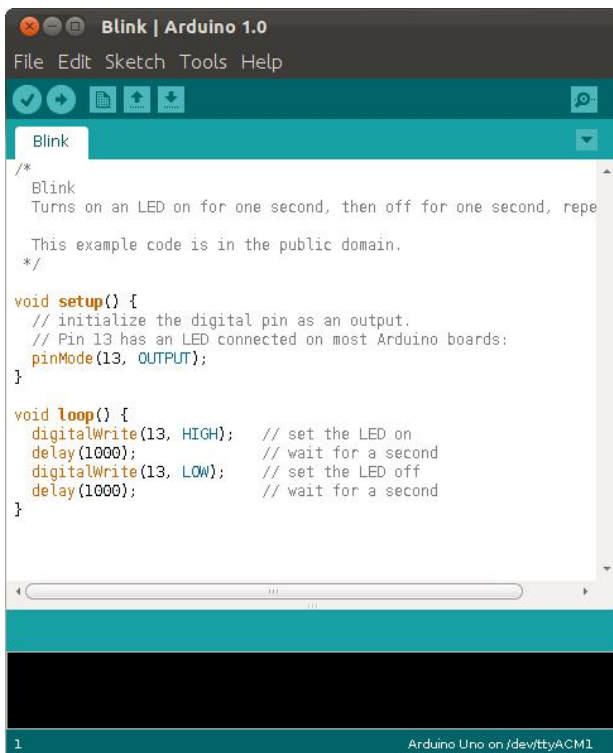 Blink | Arduino 1.0
File Edit Sketch Tools Help
Blink
/*
  Blink
  Turns on an LED on for one second, then off for one second, repe

  This example code is in the public domain.
 */

void setup() {
  // initialize the digital pin as an output.
  // Pin 13 has an LED connected on most Arduino boards:
  pinMode(13, OUTPUT);
}

void loop() {
  digitalWrite(13, HIGH);   // set the LED on
  delay(1000);              // wait for a second
  digitalWrite(13, LOW);    // set the LED off
  delay(1000);              // wait for a second
}
1 Arduino Uno on /dev/ttyACM1